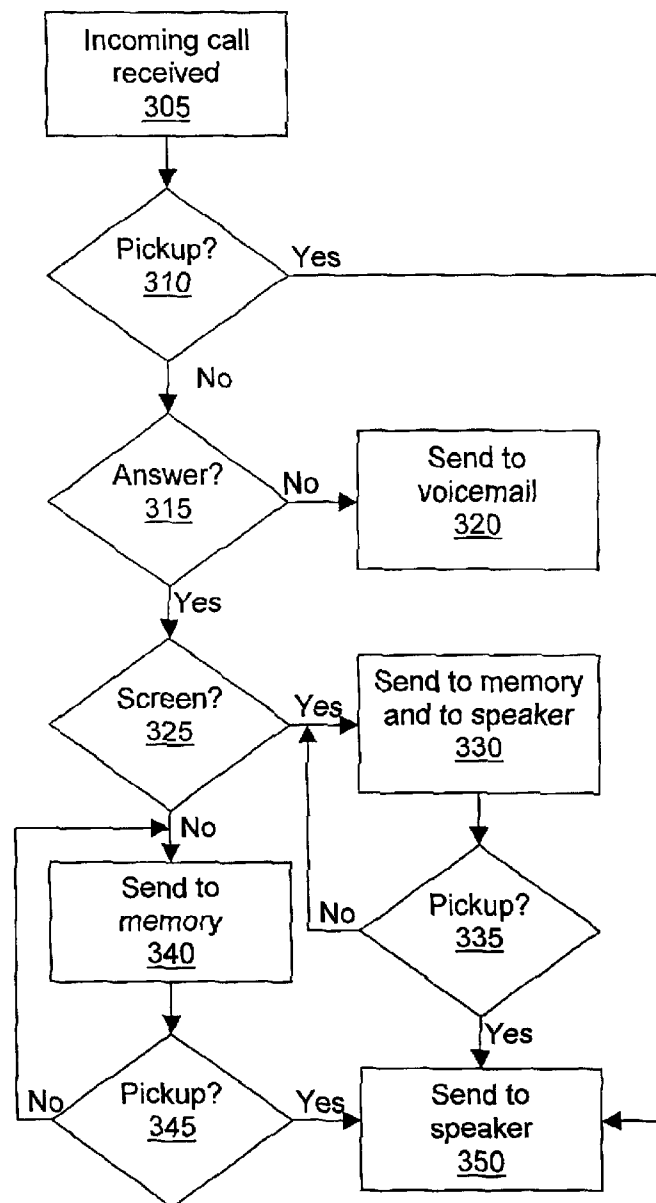 Incoming call
received
305
Pickup?
310
Yes
No
Answer?
315
No
Send to
voicemail
320
Yes
Screen?
325
Yes
Send to memory
and to speaker
330
No
Send to
memory
340
No
Pickup?
335
Yes
No
Pickup?
345
Yes
Send to
speaker
350